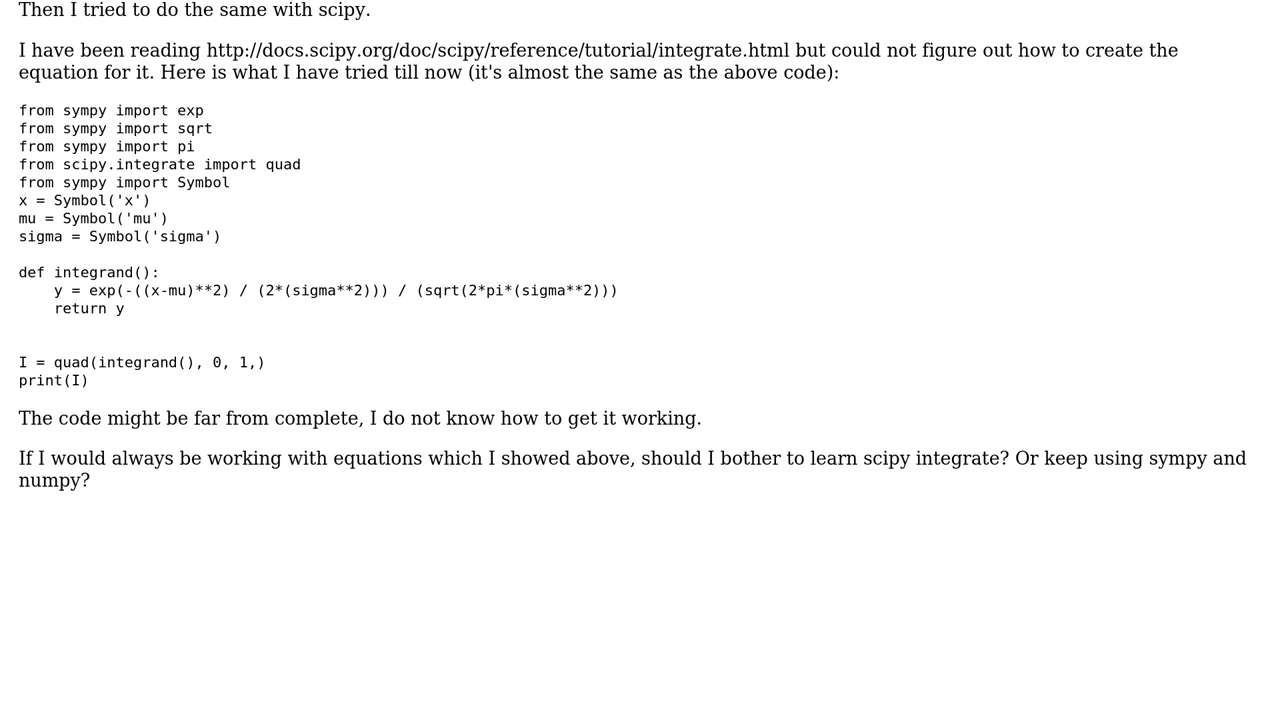 Then I tried to do the same with scipy.
I have been reading http://docs.scipy.org/doc/scipy/reference/tutorial/integrate.html but could not figure out how to create the
equation for it. Here is what I have tried till now (it's almost the same as the above code):
from sympy import exp
from sympy import sqrt
from sympy import pi
from scipy.integrate import quad
from sympy import Symbol
x = Symbol('x')
mu = Symbol('mu')
sigma = Symbol('sigma')
def integrand():
    y = exp(-((x-mu)**2) / (2*(sigma**2))) / (sqrt(2*pi*(sigma**2)))
    return y
I = quad(integrand(), 0, 1,)
print(I)
The code might be far from complete, I do not know how to get it working.
If I would always be working with equations which I showed above, should I bother to learn scipy integrate? Or keep using sympy and
numpy?